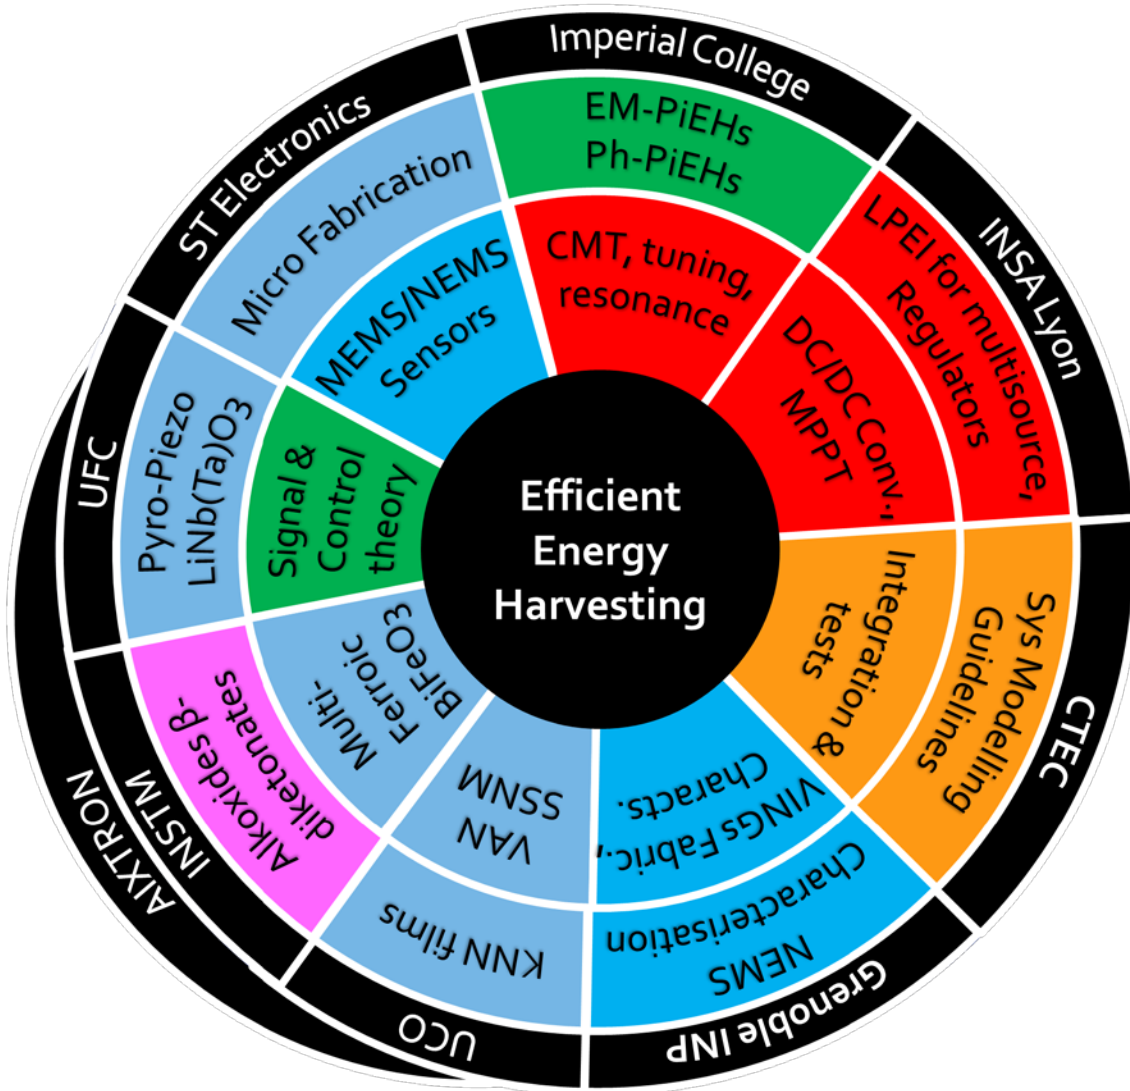 Imperial College
EM-PiEHs
Ph-PiEHs
CMT, tuning,
resonance
INSA Lyon
LPEI for multisource,
Regulators
DC/DC Conv.,
MPPT
CTEC
Sys Modelling
Guidelines
Integration &
tests
Grenoble INP
NEMS
Characterisation
VINGs Fabric.,
Characts.
UCO
KNN films
VAN
SSNM
AIXTRON
INSTM
Alkoxides β-
diketonates
Multi-
Ferroic
BiFeO3
UFC
Pyro-Piezo
LiNb(Ta)O3
Signal &
Control
theory
ST Electronics
Micro Fabrication
MEMS/NEMS
Sensors
Efficient
Energy
Harvesting